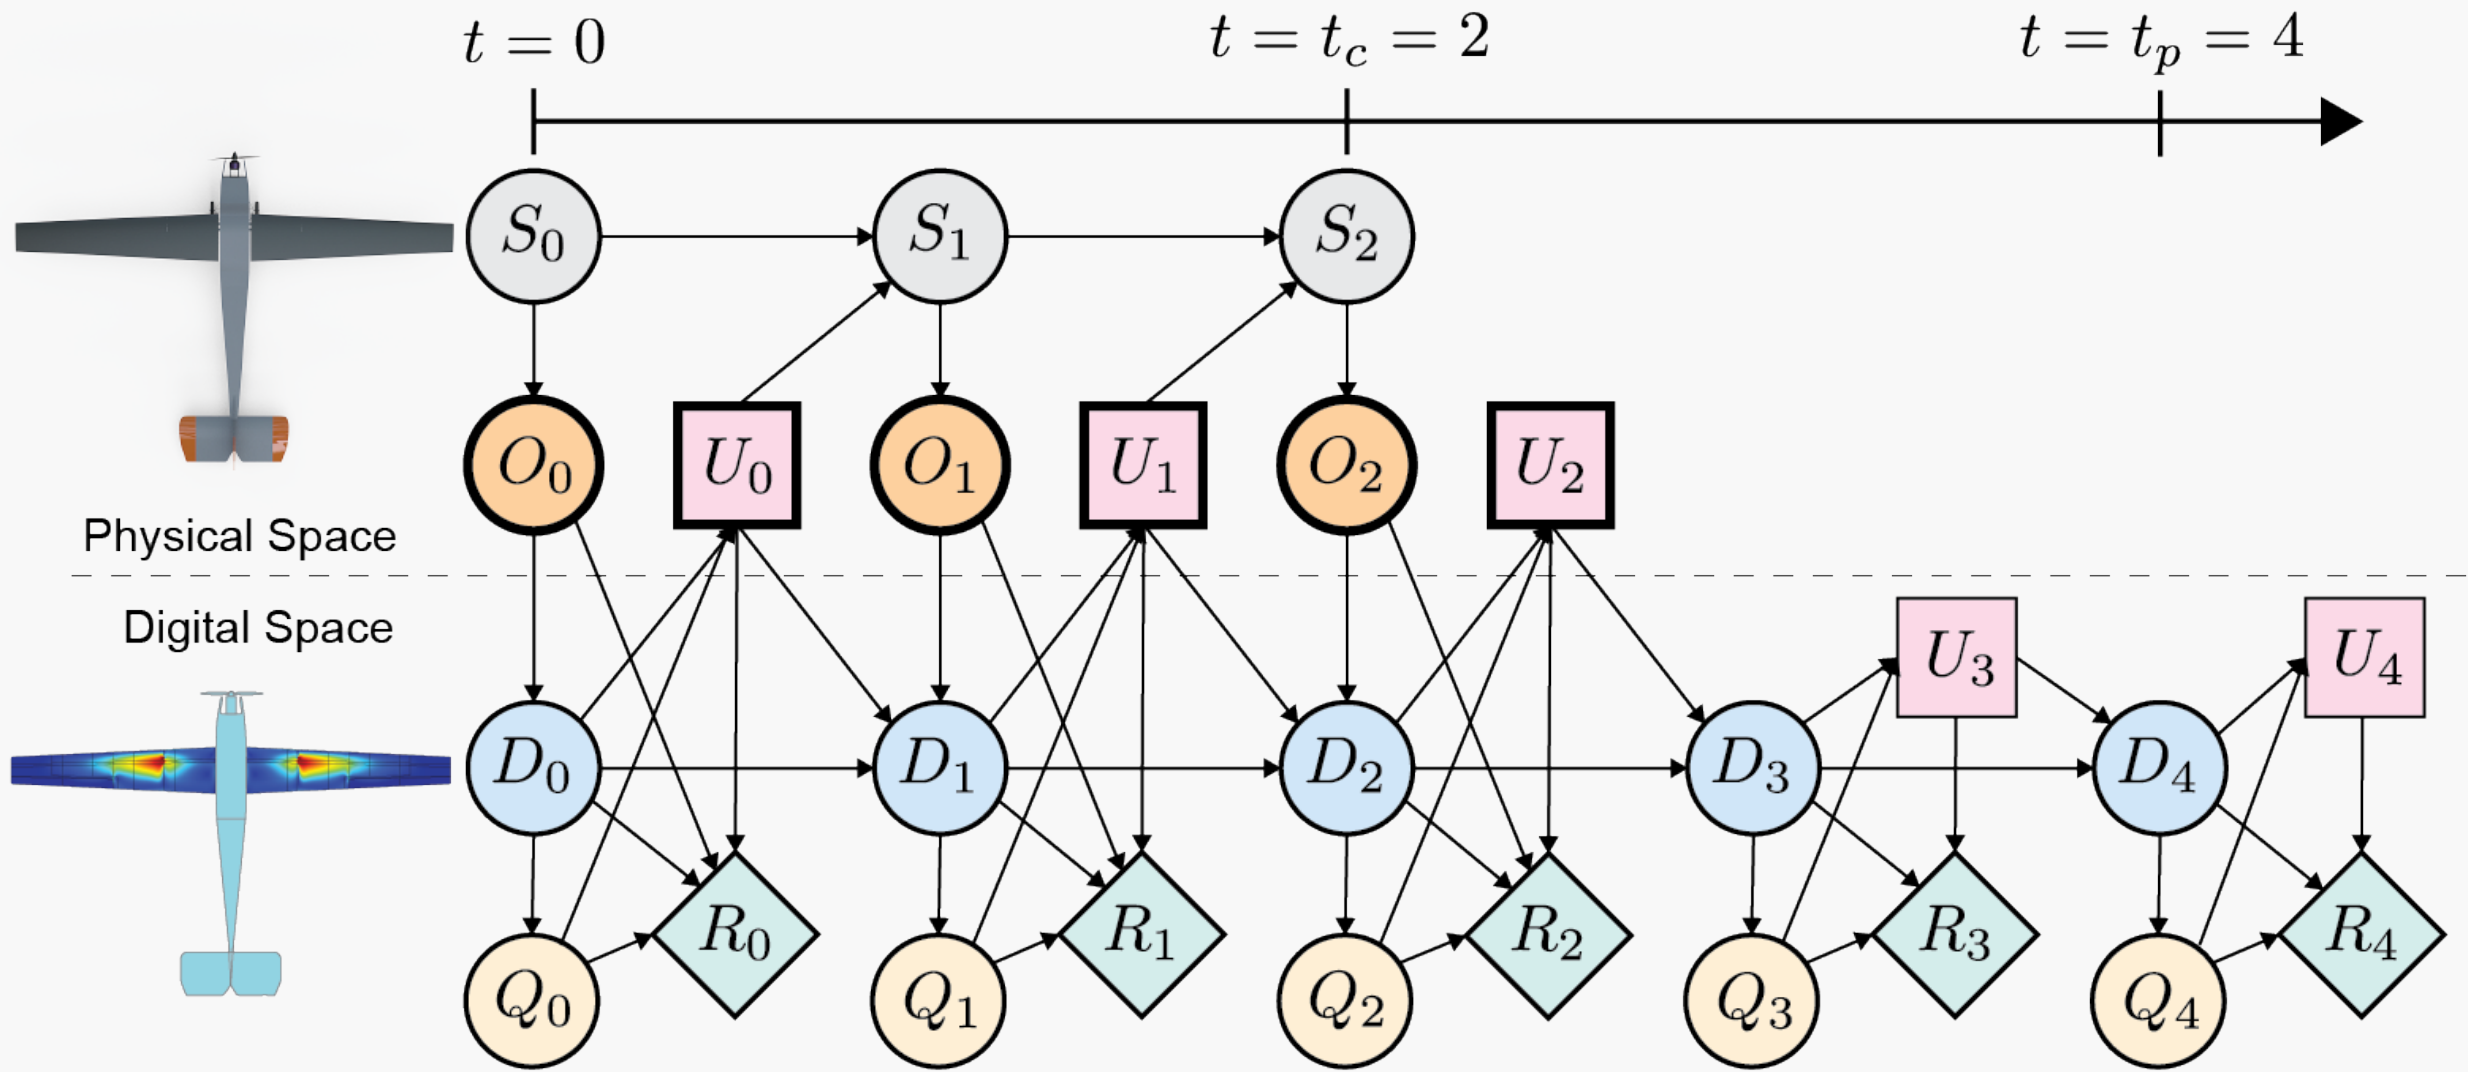 t = 0
t = t_c = 2
t = t_p = 4
S_0
S_1
S_2
O_0
U_0
O_1
U_1
O_2
U_2
Physical Space
Digital Space
U_3
U_4
D_0
D_1
D_2
D_3
D_4
R_0
R_1
R_2
R_3
R_4
Q_0
Q_1
Q_2
Q_3
Q_4